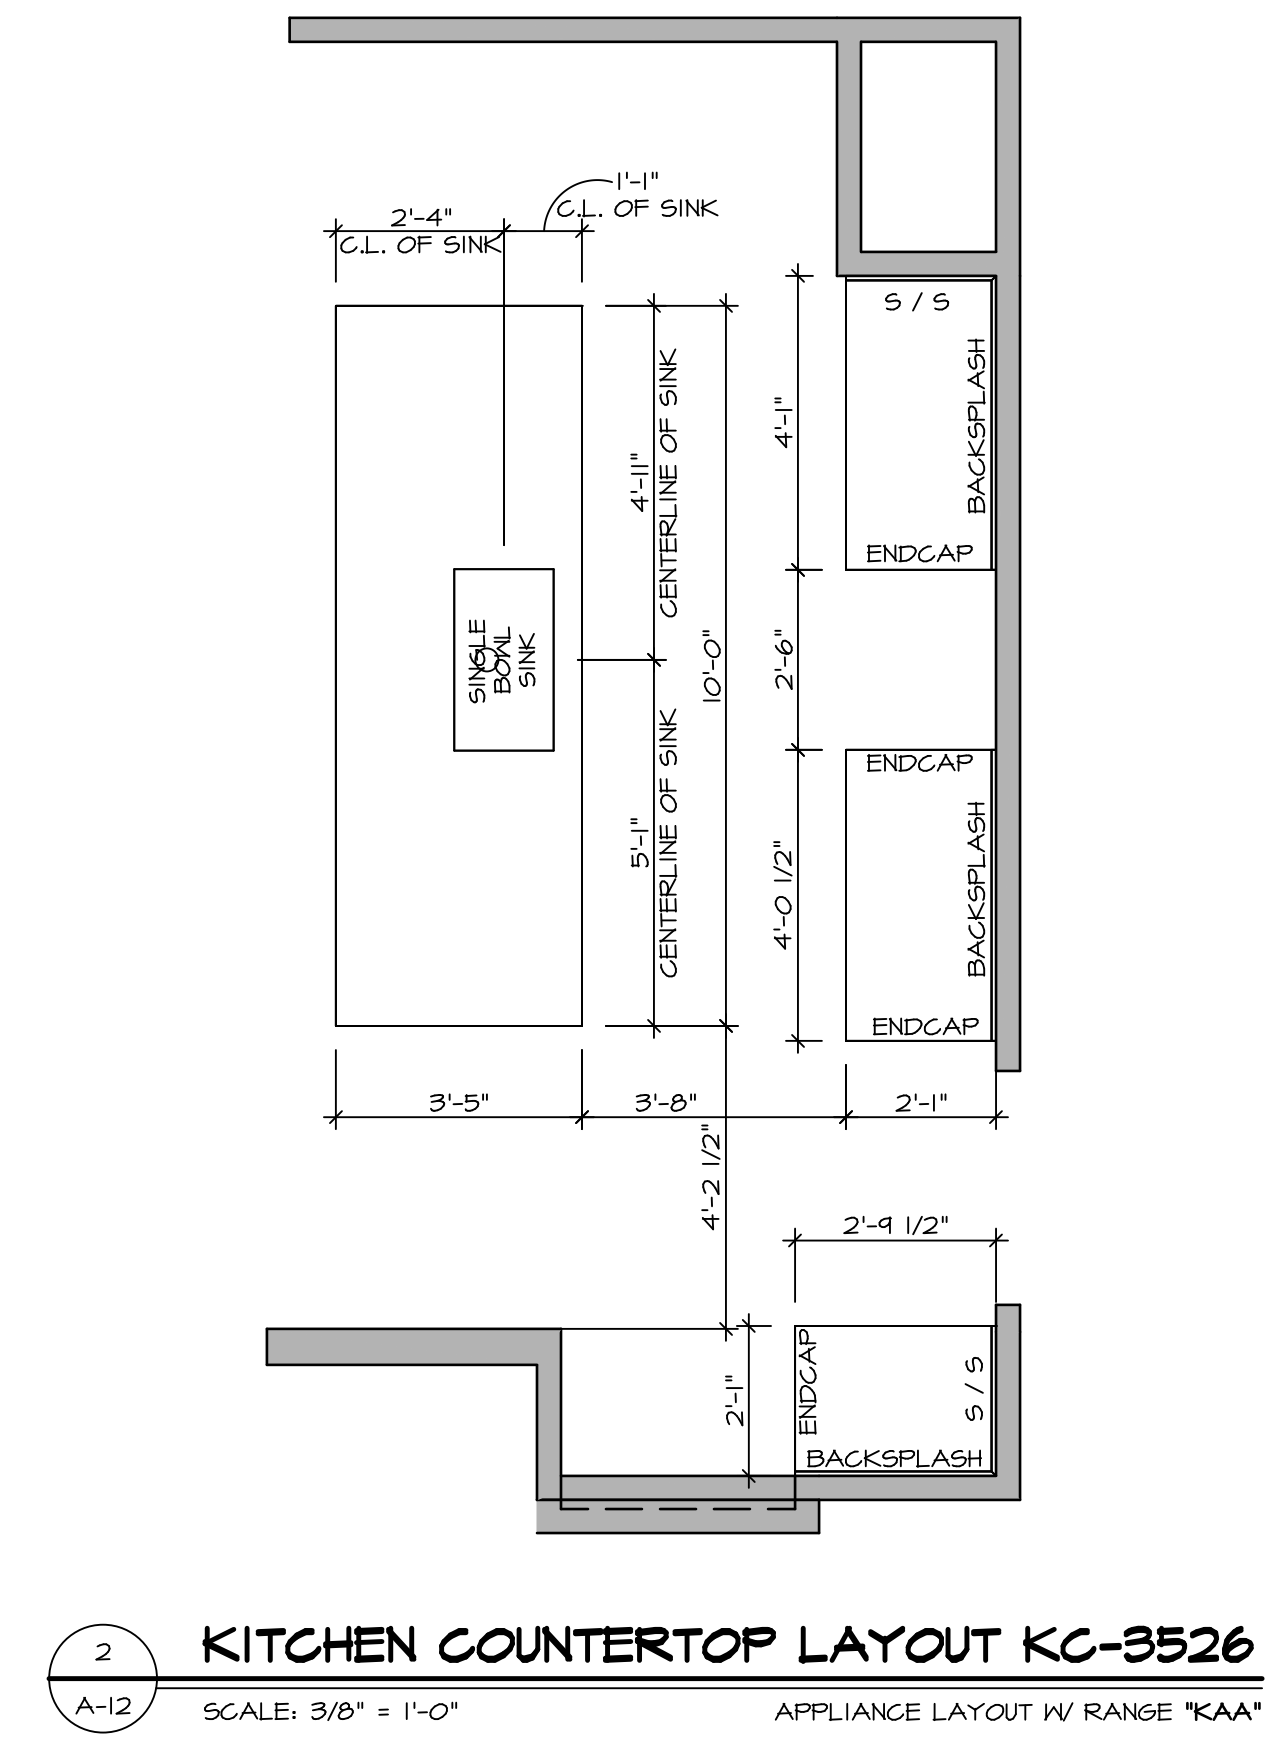 1'-1"
C.L. OF SINK
2'-4"
C.L. OF SINK
S / S
BACKSPLASH
4'-1"
CENTERLINE OF SINK
4'-11"
ENDCAP
SINGLE
BOWL
SINK
10'-0"
2'-6"
ENDCAP
CENTERLINE OF SINK
5'-1"
4'-0 1/2"
BACKSPLASH
ENDCAP
3'-5"
3'-8"
2'-1"
4'-2 1/2"
2'-9 1/2"
2'-1"
ENDCAP
S / S
BACKSPLASH
2
KITCHEN COUNTERTOP LAYOUT KC-3526
A-12
SCALE: 3/8" = 1'-0"
APPLIANCE LAYOUT W/ RANGE "KAA"